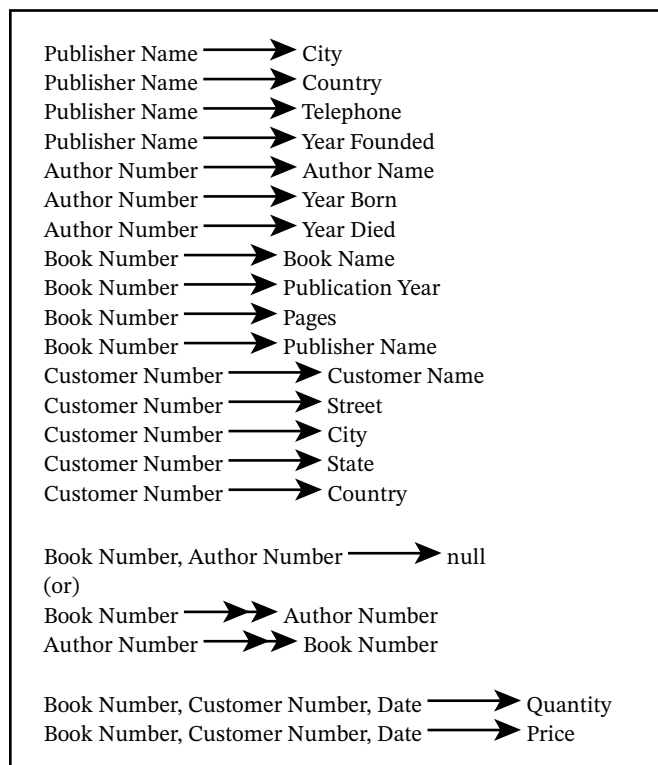 Publisher Name ⟶ City
Publisher Name ⟶ Country
Publisher Name ⟶ Telephone
Publisher Name ⟶ Year Founded
Author Number ⟶ Author Name
Author Number ⟶ Year Born
Author Number ⟶ Year Died
Book Number ⟶ Book Name
Book Number ⟶ Publication Year
Book Number ⟶ Pages
Book Number ⟶ Publisher Name
Customer Number ⟶ Customer Name
Customer Number ⟶ Street
Customer Number ⟶ City
Customer Number ⟶ State
Customer Number ⟶ Country
Book Number, Author Number ⟶ null
(or)
Book Number ↠ Author Number
Author Number ↠ Book Number
Book Number, Customer Number, Date ⟶ Quantity
Book Number, Customer Number, Date ⟶ Price